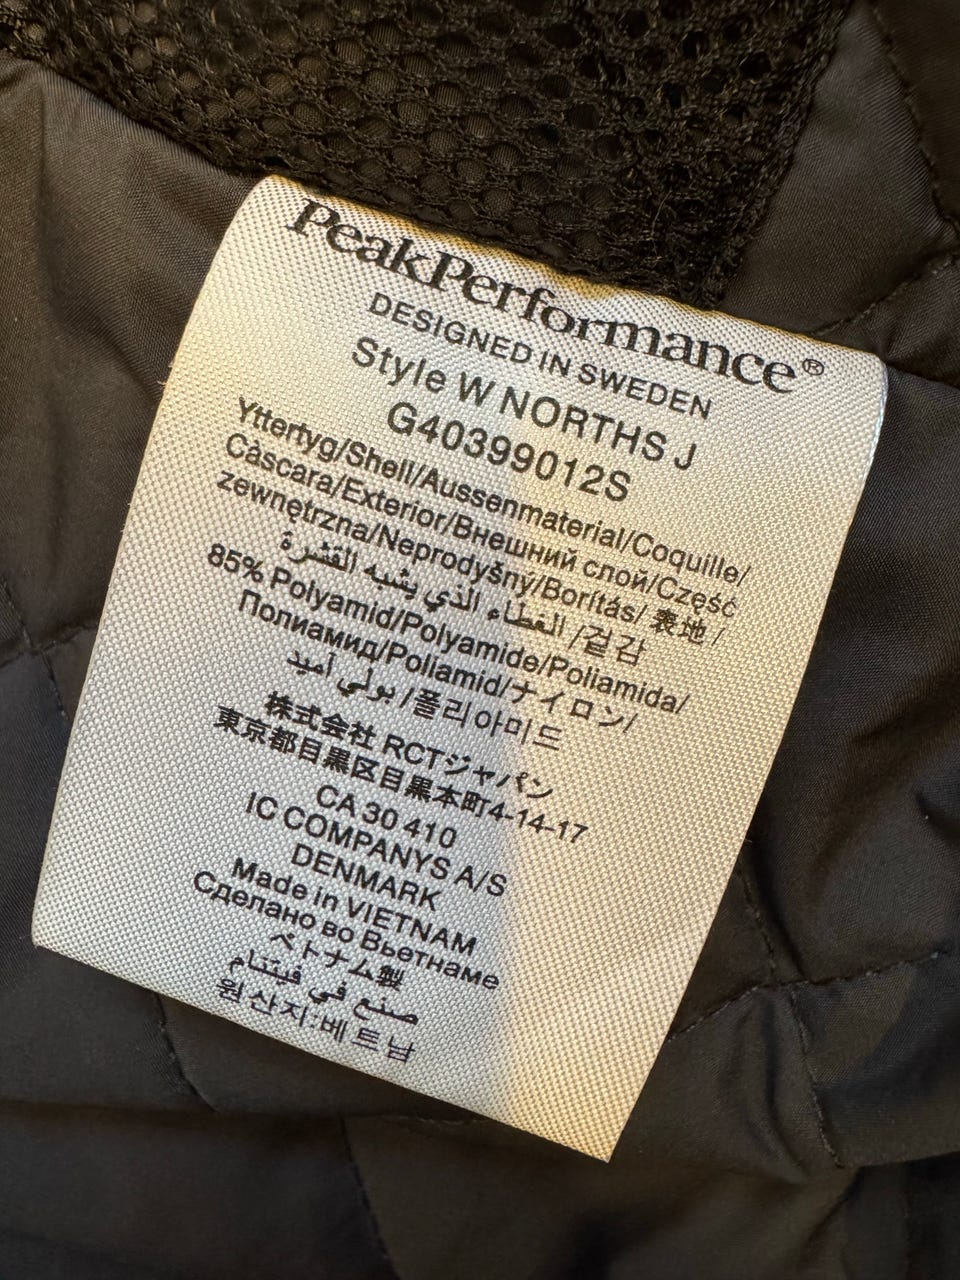 PeakPerformance®
DESIGNED IN SWEDEN
Style W NORTHS J
G40399012S
Yttertyg/Shell/Aussenmaterial/Coquille/
Càscara/Exterior/Внешний слой/Część
zewnętrzna/Neprodyšný/Borítás/ 表地 /
겉감/ الغطاء الذي يشبه القشرة
85% Polyamid/Polyamide/Poliamida/
Полиамид/Poliamid/ナイロン/
폴리아미드/ بولي أميد
株式会社 RCTジャパン
東京都目黒区目黒本町4-14-17
CA 30 410
IC COMPANYS A/S
DENMARK
Made in VIETNAM
Сделано во Вьетнаме
ベトナム製
صنع في فيتنام
원산지:베트남